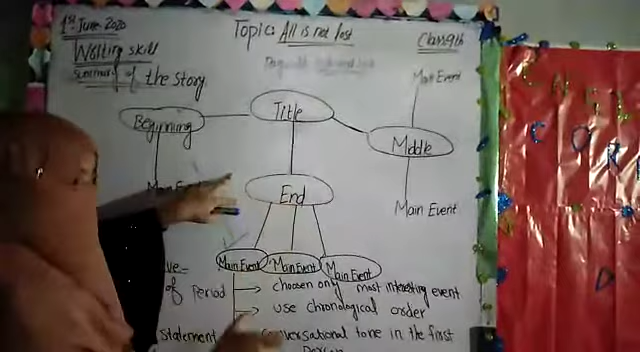 1st June 2020
Topic: All is not lost
Class 9th
Writing skill
Summary of the story
Main Event
Title
Beginning
Middle
Main Event
End
Main Event
Main Event Main Event Main Event
of Period → choosen only most interesting event
→ use chronological order
statement conversational tone in the first